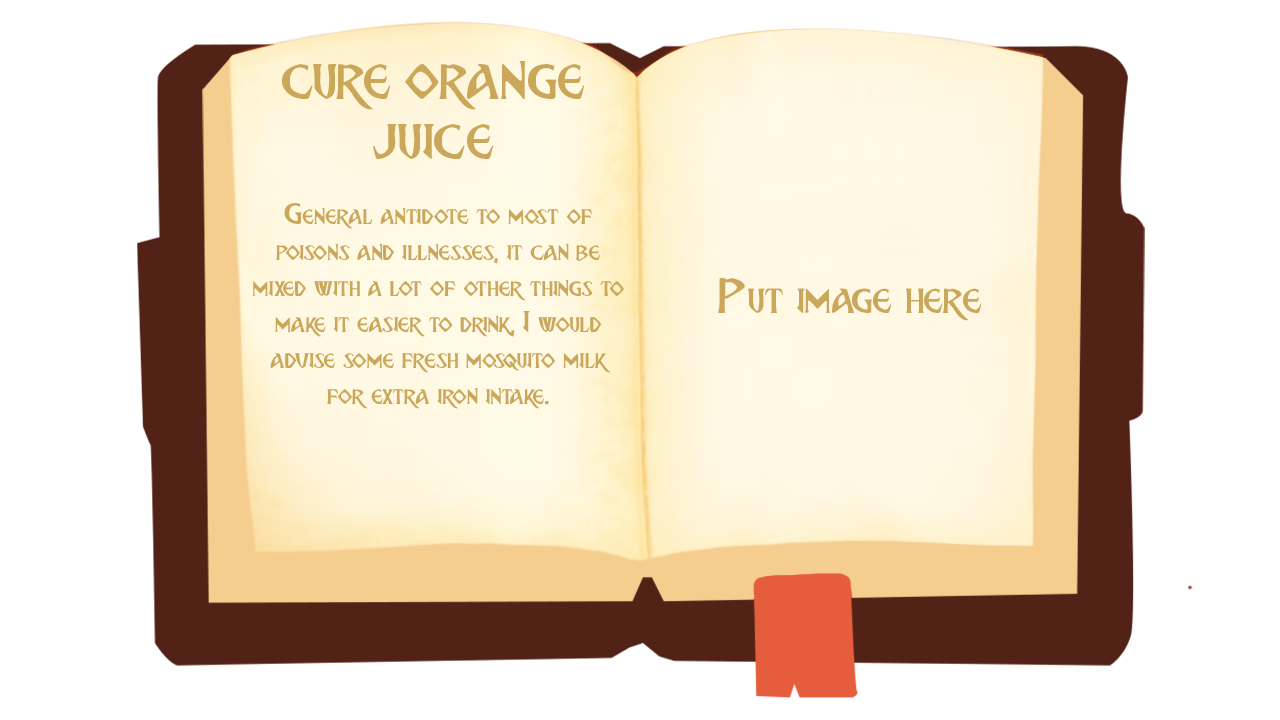 CURE ORANGE
JUICE
General antidote to most of
poisons and illnesses, it can be
mixed with a lot of other things to
make it easier to drink, I would
advise some fresh mosquito milk
for extra iron intake.
Put image here